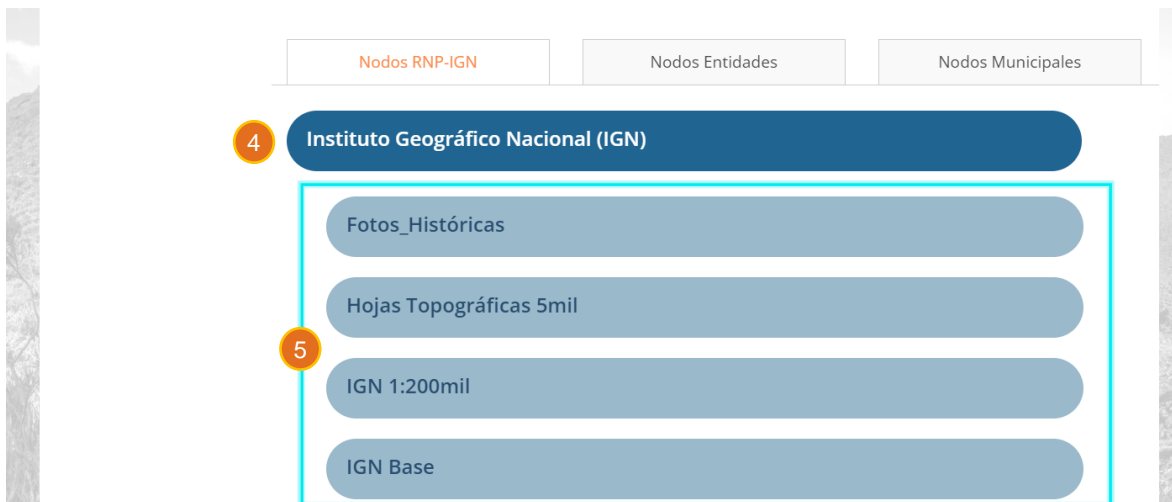 Nodos RNP-IGN
Nodos Entidades
Nodos Municipales
4
Instituto Geográfico Nacional (IGN)
Fotos_Históricas
Hojas Topográficas 5mil
5
IGN 1:200mil
IGN Base